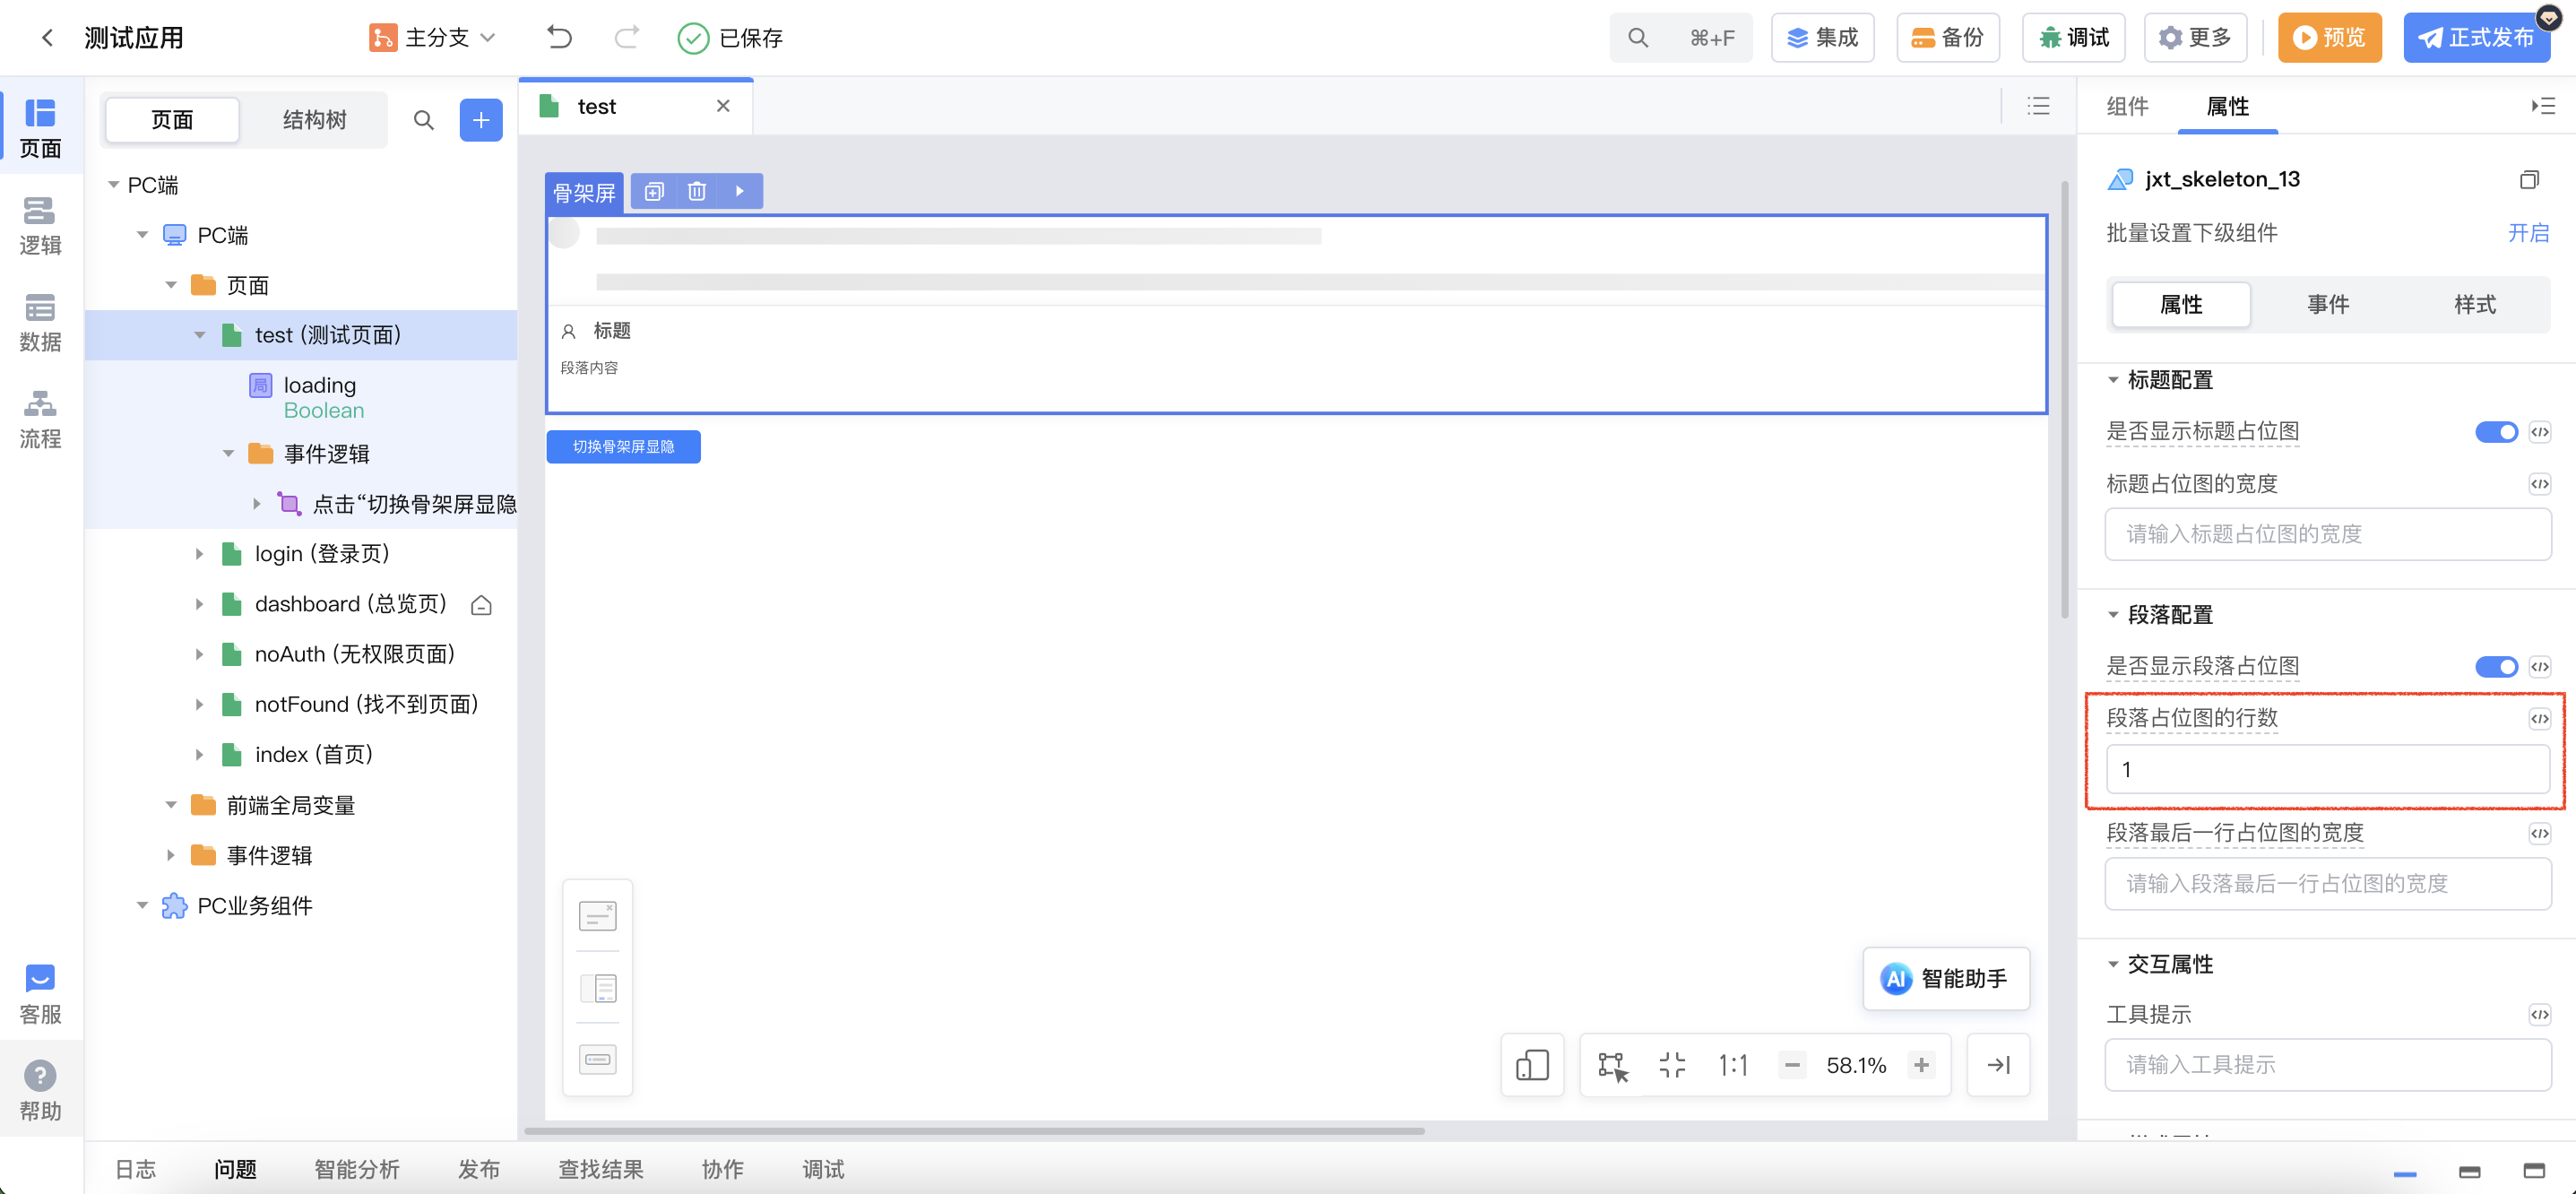 测试应用
主分支
已保存
⌘+F
集成
备份
调试
更多
预览
正式发布
页面
逻辑
数据
流程
客服
帮助
页面
结构树
PC端
PC端
页面
test (测试页面)
局
loading
Boolean
事件逻辑
点击“切换骨架屏显隐
login (登录页)
dashboard (总览页)
noAuth (无权限页面)
notFound (找不到页面)
index (首页)
前端全局变量
事件逻辑
PC业务组件
test
骨架屏
标题
段落内容
切换骨架屏显隐
AI 智能助手
1:1
58.1%
组件
属性
jxt_skeleton_13
批量设置下级组件
开启
属性
事件
样式
标题配置
是否显示标题占位图
标题占位图的宽度
请输入标题占位图的宽度
段落配置
是否显示段落占位图
段落占位图的行数
1
段落最后一行占位图的宽度
请输入段落最后一行占位图的宽度
交互属性
工具提示
请输入工具提示
日志
问题
智能分析
发布
查找结果
协作
调试